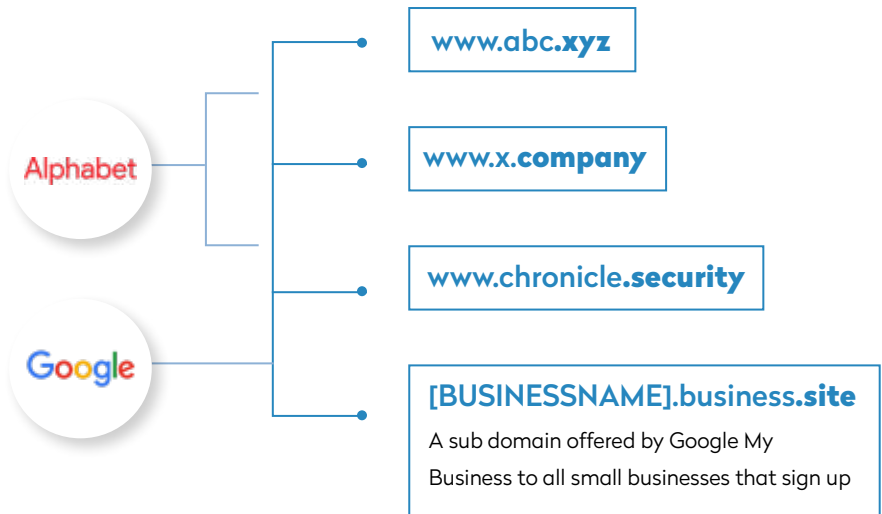 www.abc.xyz
www.x.company
Alphabet
www.chronicle.security
Google
[BUSINESSNAME].business.site
A sub domain offered by Google My
Business to all small businesses that sign up